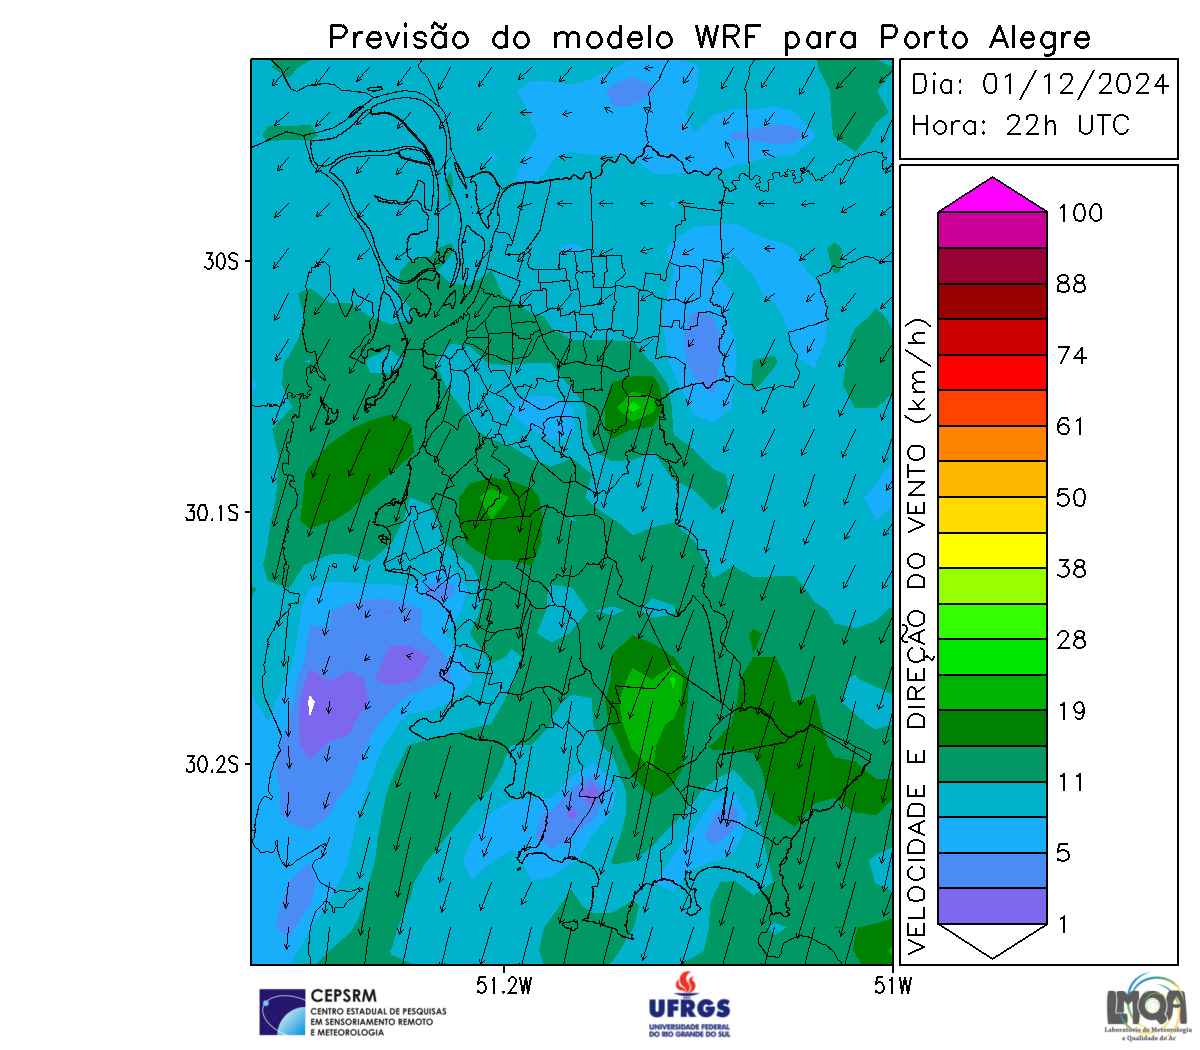 Previsão do modelo WRF para Porto Alegre
Dia: 01/12/2024
Hora: 22h UTC
30S
30.1S
30.2S
51.2W
51W
VELOCIDADE E DIREÇÃO DO VENTO (km/h)
100
88
74
61
50
38
28
19
11
5
1
CEPSRM
CENTRO ESTADUAL DE PESQUISAS
EM SENSORIAMENTO REMOTO
E METEOROLOGIA
UFRGS
UNIVERSIDADE FEDERAL
DO RIO GRANDE DO SUL
LMQA
Laboratório de Meteorologia
e Qualidade do Ar